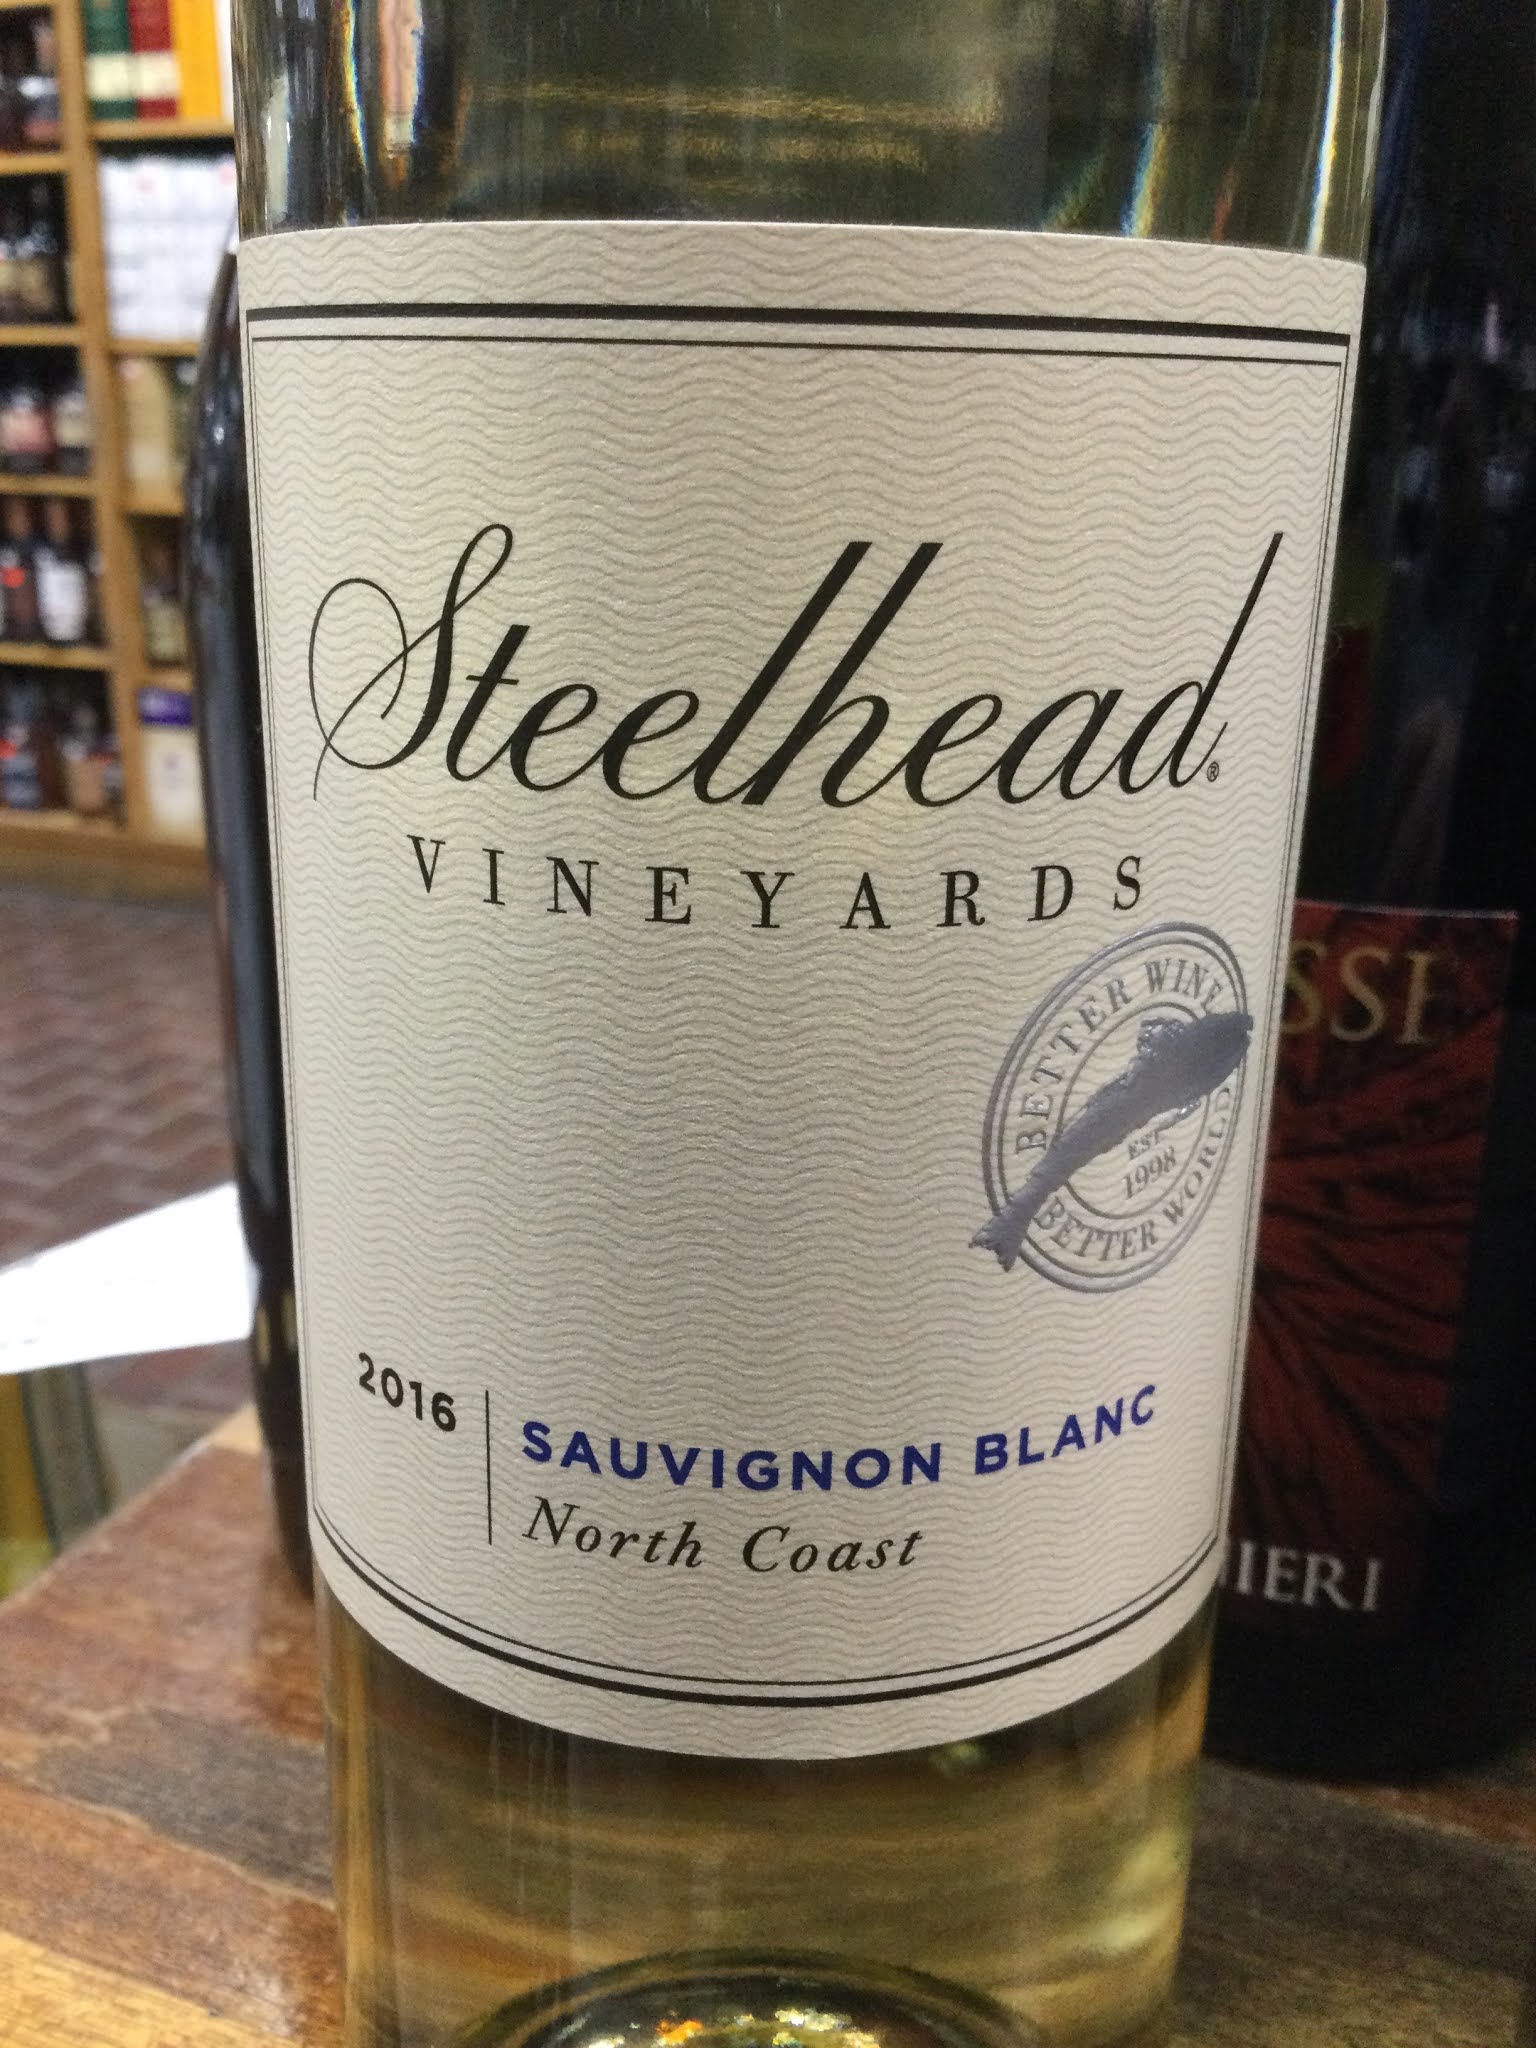 Steelhead®
VINEYARDS
BETTER WINE
EST
1998
BETTER WORLD
2016
SAUVIGNON BLANC
North Coast